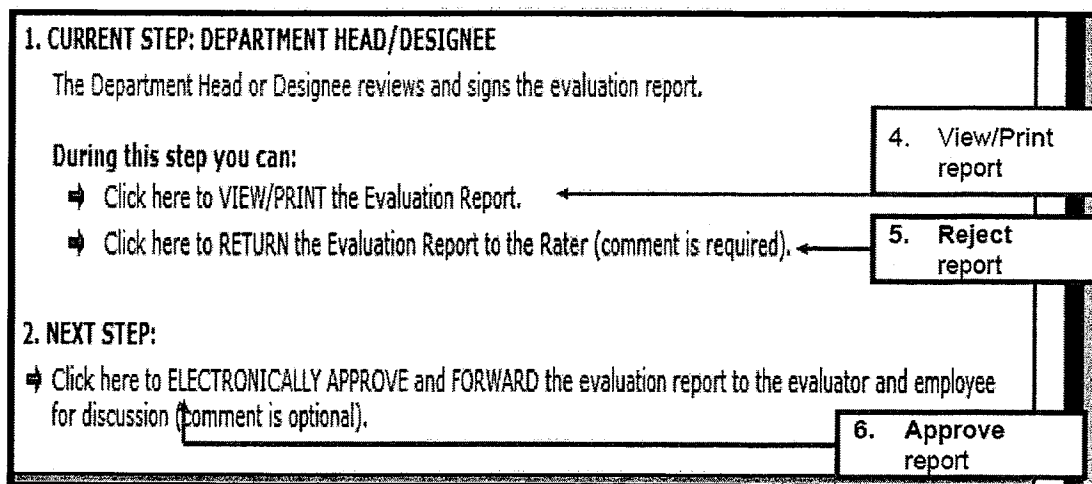 1. CURRENT STEP: DEPARTMENT HEAD/DESIGNEE
The Department Head or Designee reviews and signs the evaluation report.
4. View/Print
report
During this step you can:
➡ Click here to VIEW/PRINT the Evaluation Report.
➡ Click here to RETURN the Evaluation Report to the Rater (comment is required).
5. Reject
report
2. NEXT STEP:
➡ Click here to ELECTRONICALLY APPROVE and FORWARD the evaluation report to the evaluator and employee
for discussion (comment is optional).
6. Approve
report